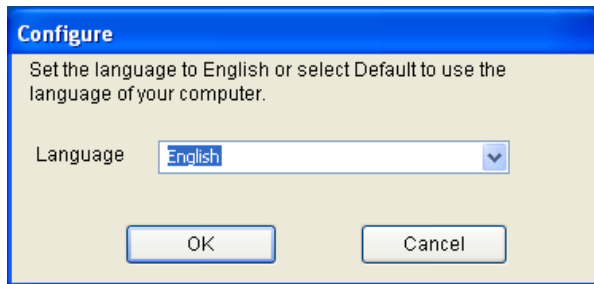 Configure
Set the language to English or select Default to use the
language of your computer.
Language English
OK Cancel